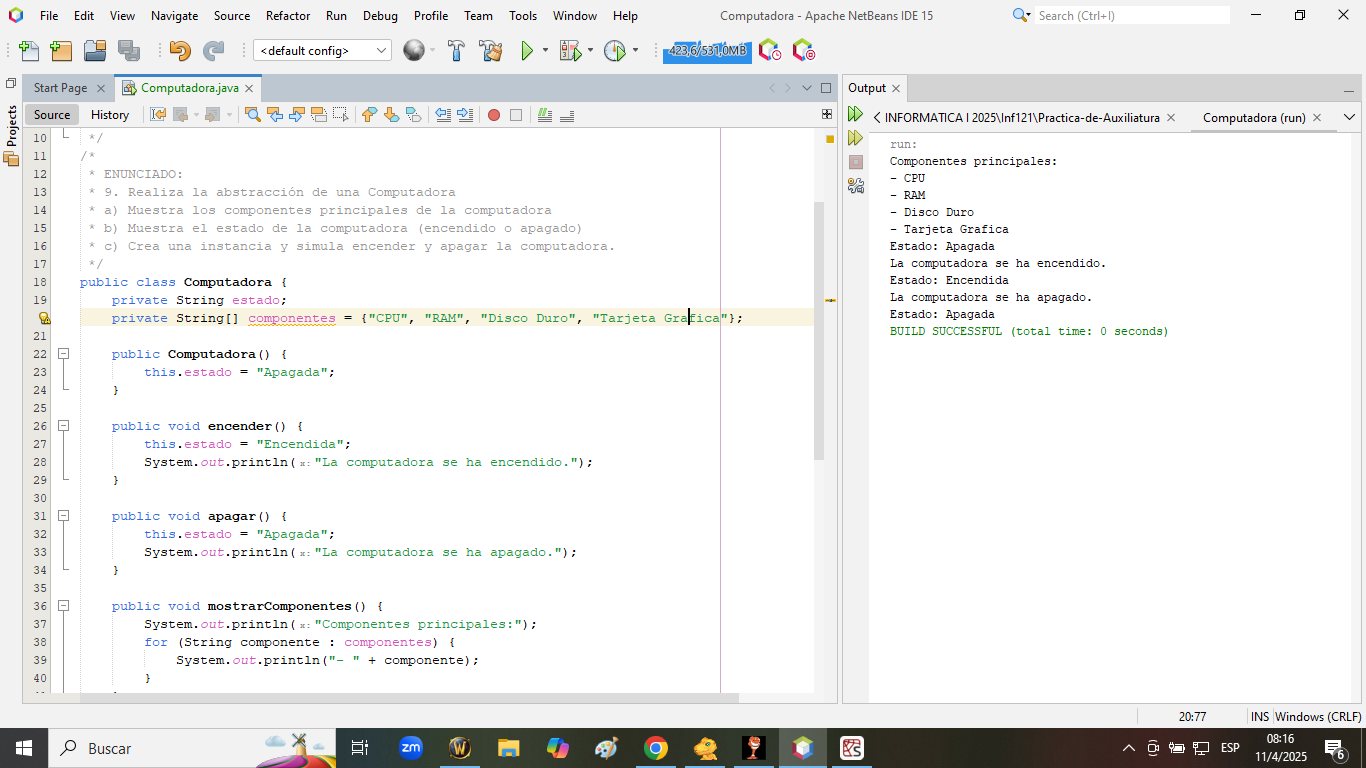 File Edit View Navigate Source Refactor Run Debug Profile Team Tools Window Help
Computadora - Apache NetBeans IDE 15
Search (Ctrl+I)
<default config>
423,6/531,0MB
Projects
Start Page
Computadora.java
Source History
10 */
11 /*
12 * ENUNCIADO:
13 * 9. Realiza la abstracción de una Computadora
14 * a) Muestra los componentes principales de la computadora
15 * b) Muestra el estado de la computadora (encendido o apagado)
16 * c) Crea una instancia y simula encender y apagar la computadora.
17 */
18 public class Computadora {
19 private String estado;
private String[] componentes = {"CPU", "RAM", "Disco Duro", "Tarjeta Grafica"};
21
22 public Computadora() {
23 this.estado = "Apagada";
24 }
25
26 public void encender() {
27 this.estado = "Encendida";
28 System.out.println(x:"La computadora se ha encendido.");
29 }
30
31 public void apagar() {
32 this.estado = "Apagada";
33 System.out.println(x:"La computadora se ha apagado.");
34 }
35
36 public void mostrarComponentes() {
37 System.out.println(x:"Componentes principales:");
38 for (String componente : componentes) {
39 System.out.println("- " + componente);
40 }
Output
INFORMATICA I 2025\Inf121\Practica-de-Auxiliatura
Computadora (run)
run:
Componentes principales:
- CPU
- RAM
- Disco Duro
- Tarjeta Grafica
Estado: Apagada
La computadora se ha encendido.
Estado: Encendida
La computadora se ha apagado.
Estado: Apagada
BUILD SUCCESSFUL (total time: 0 seconds)
20:77
INS
Windows (CRLF)
Buscar
zm
ESP
08:16
11/4/2025
6